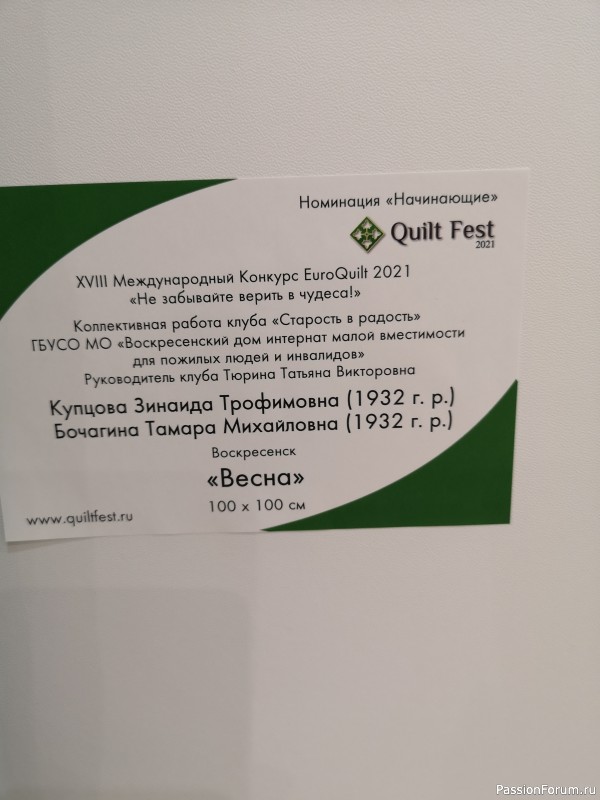 Номинация «Начинающие»
Quilt Fest
2021
XVIII Международный Конкурс EuroQuilt 2021
«Не забывайте верить в чудеса!»
Коллективная работа клуба «Старость в радость»
ГБУСО МО «Воскресенский дом интернат малой вместимости
для пожилых людей и инвалидов»
Руководитель клуба Тюрина Татьяна Викторовна
Купцова Зинаида Трофимовна (1932 г. р.)
Бочагина Тамара Михайловна (1932 г. р.)
Воскресенск
«Весна»
100 х 100 см
www.quiltfest.ru
PassionForum.ru